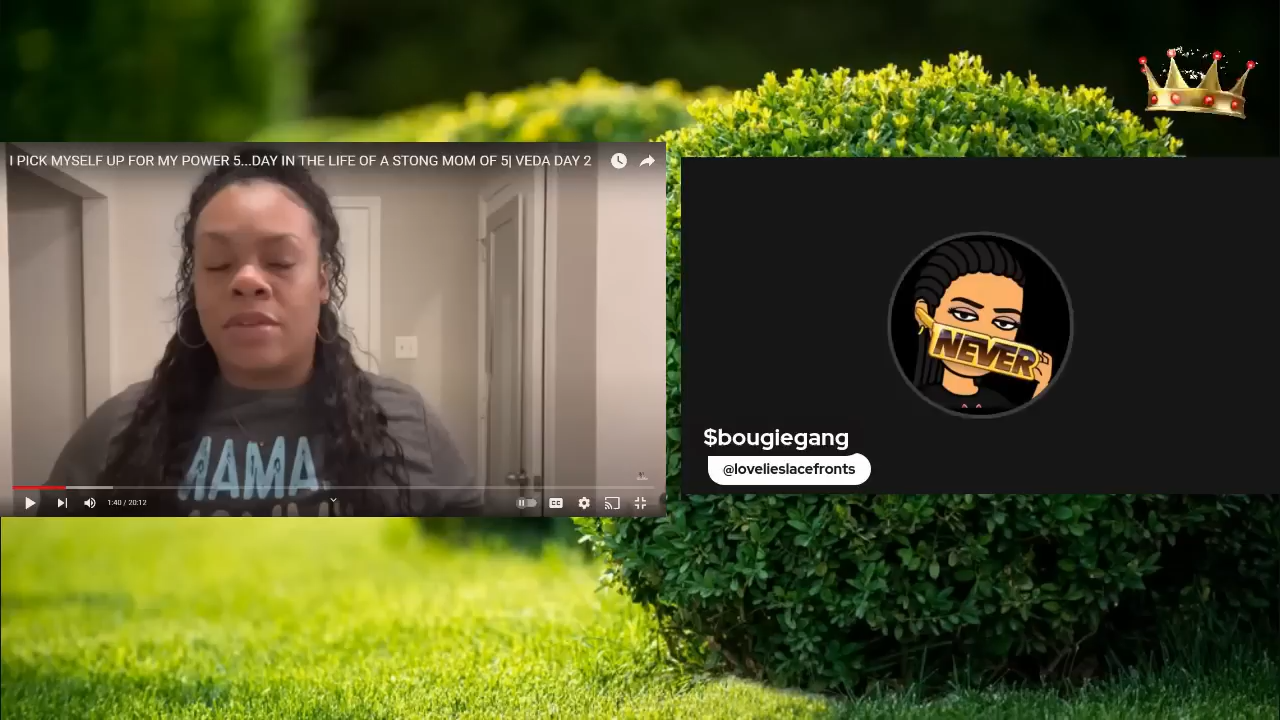 I PICK MYSELF UP FOR MY POWER 5...DAY IN THE LIFE OF A STONG MOM OF 5| VEDA DAY 2
MAMA.
1:40 / 20:12
CC
NEVER
$bougiegang
@lovelieslacefronts